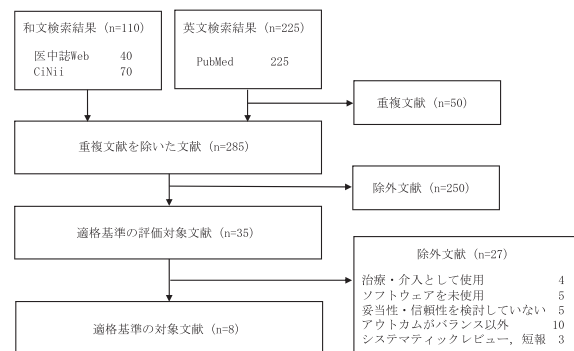 和文検索結果 (n=110)
医中誌Web 40
CiNii 70
英文検索結果 (n=225)
PubMed 225
重複文献 (n=50)
重複文献を除いた文献 (n=285)
除外文献 (n=250)
適格基準の評価対象文献 (n=35)
除外文献 (n=27)
治療・介入として使用 4
ソフトウェアを未使用 5
妥当性・信頼性を検討していない 5
アウトカムがバランス以外 10
システマティックレビュー, 短報 3
適格基準の対象文献 (n=8)